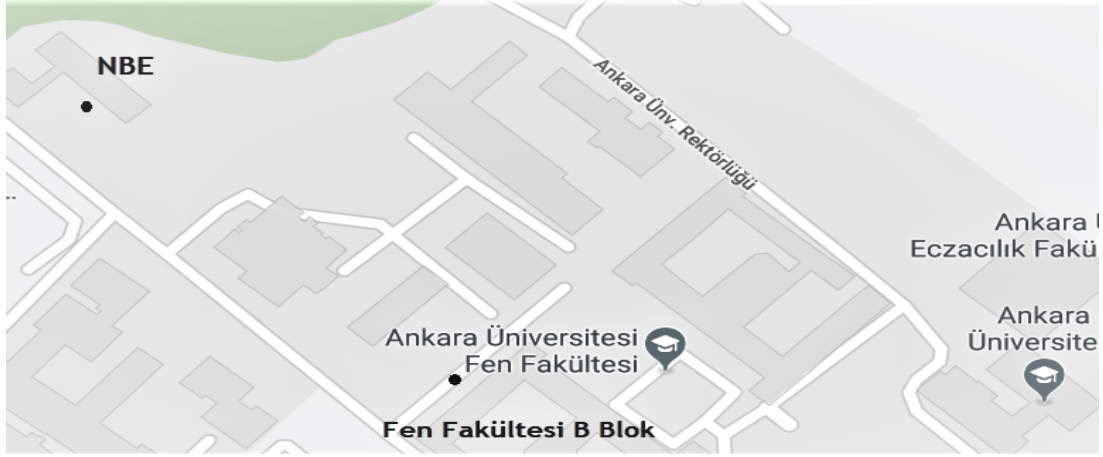 NBE
Ankara Ünv. Rektörlüğü
Ankara Ü
Eczacılık Fakü
Ankara
Üniversite
Ankara Üniversitesi
Fen Fakültesi
Fen Fakültesi B Blok